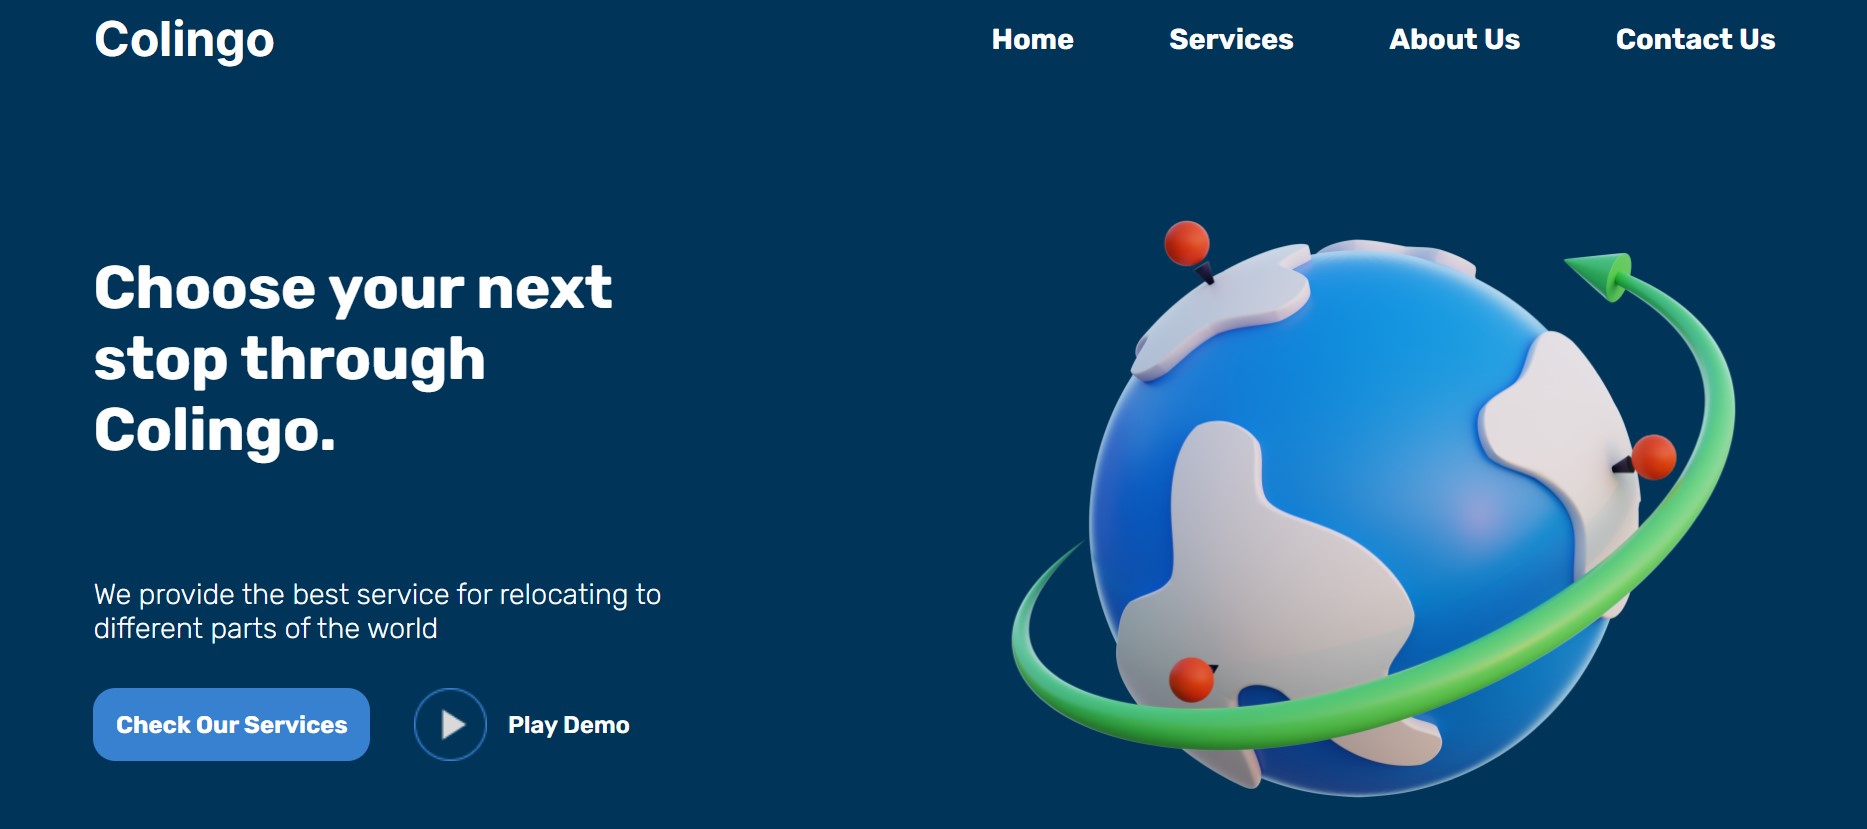 Colingo
Home Services About Us Contact Us
Choose your next
stop through
Colingo.
We provide the best service for relocating to
different parts of the world
Check Our Services
Play Demo